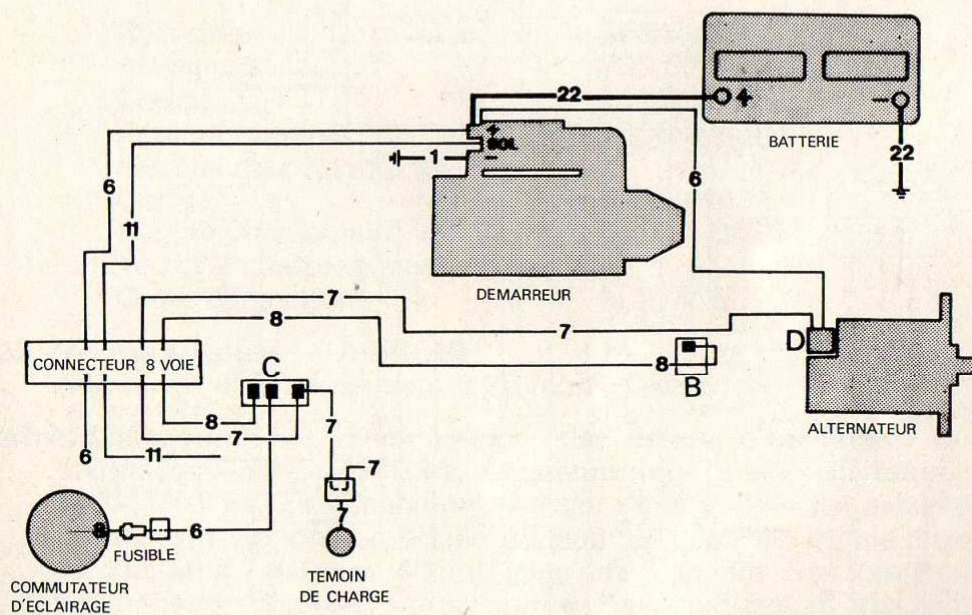 22
+
-
BATTERIE
+
SOL
-
1
6
11
6
22
DEMARREUR
7
8
7
D
8
B
CONNECTEUR 8 VOIE
C
ALTERNATEUR
8
7
7
6
11
7
7
8
6
FUSIBLE
COMMUTATEUR
D'ECLAIRAGE
TEMOIN
DE CHARGE